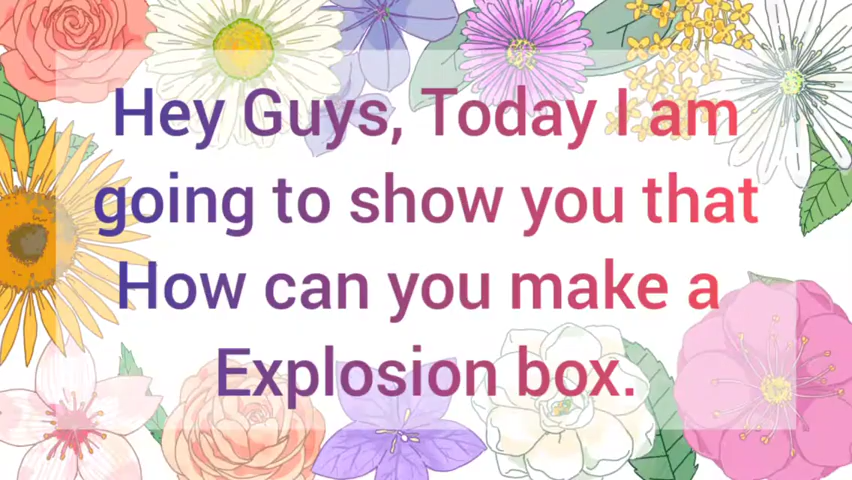 Hey Guys, Today I am
going to show you that
How can you make a
Explosion box.